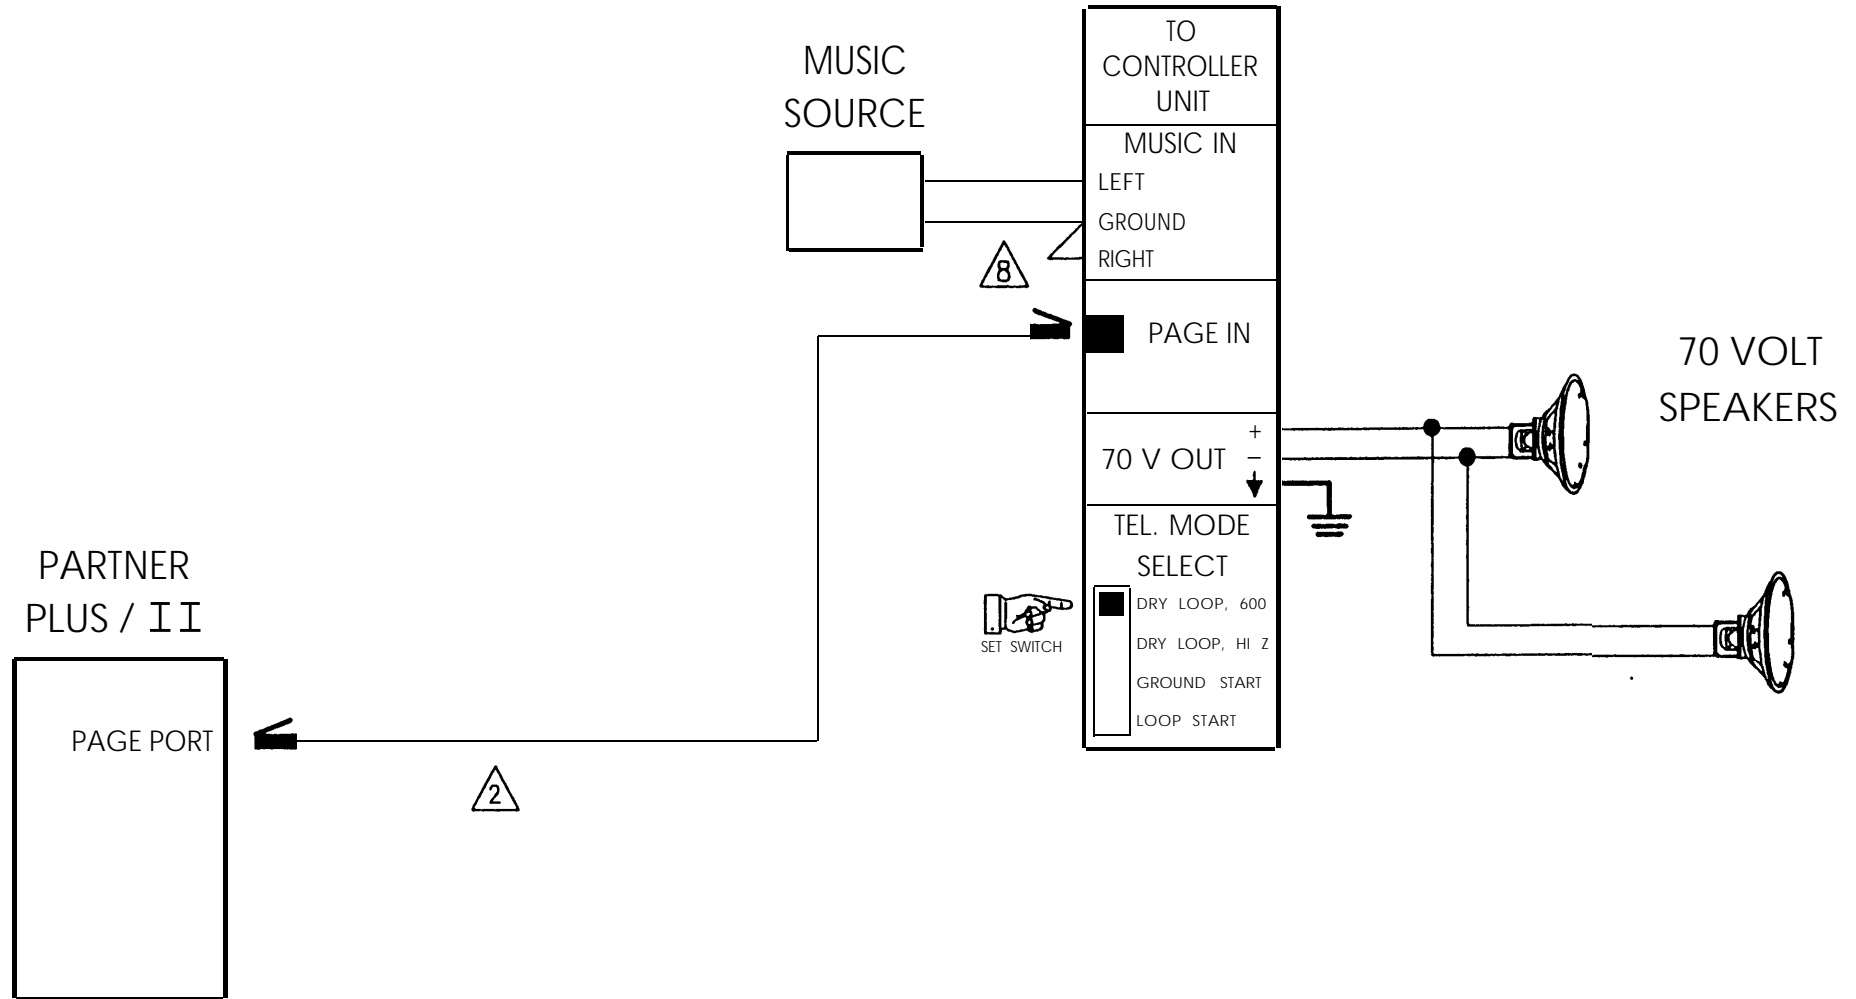 MUSIC
SOURCE
TO
CONTROLLER
UNIT
MUSIC IN
LEFT
GROUND
RIGHT
8
PAGE IN
70 VOLT
SPEAKERS
+
70 V OUT –
TEL. MODE
SELECT
DRY LOOP, 600
DRY LOOP, HI Z
GROUND START
LOOP START
SET SWITCH
PARTNER
PLUS / II
PAGE PORT
2